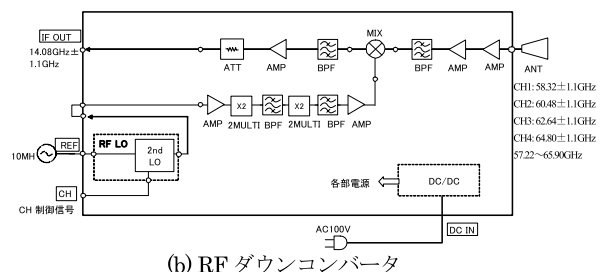 IF OUT
14.08GHz±
1.1GHz
MIX
ATT
AMP
BPF
BPF
AMP
AMP
ANT
CH1: 58.32±1.1GHz
CH2: 60.48±1.1GHz
CH3: 62.64±1.1GHz
CH4: 64.80±1.1GHz
57.22～65.90GHz
X2
X2
AMP
2MULTI
BPF
2MULTI
BPF
AMP
REF
10MH
RF LO
2nd
LO
CH
CH 制御信号
各部電源
DC/DC
AC100V
DC IN
(b) RF ダウンコンバータ